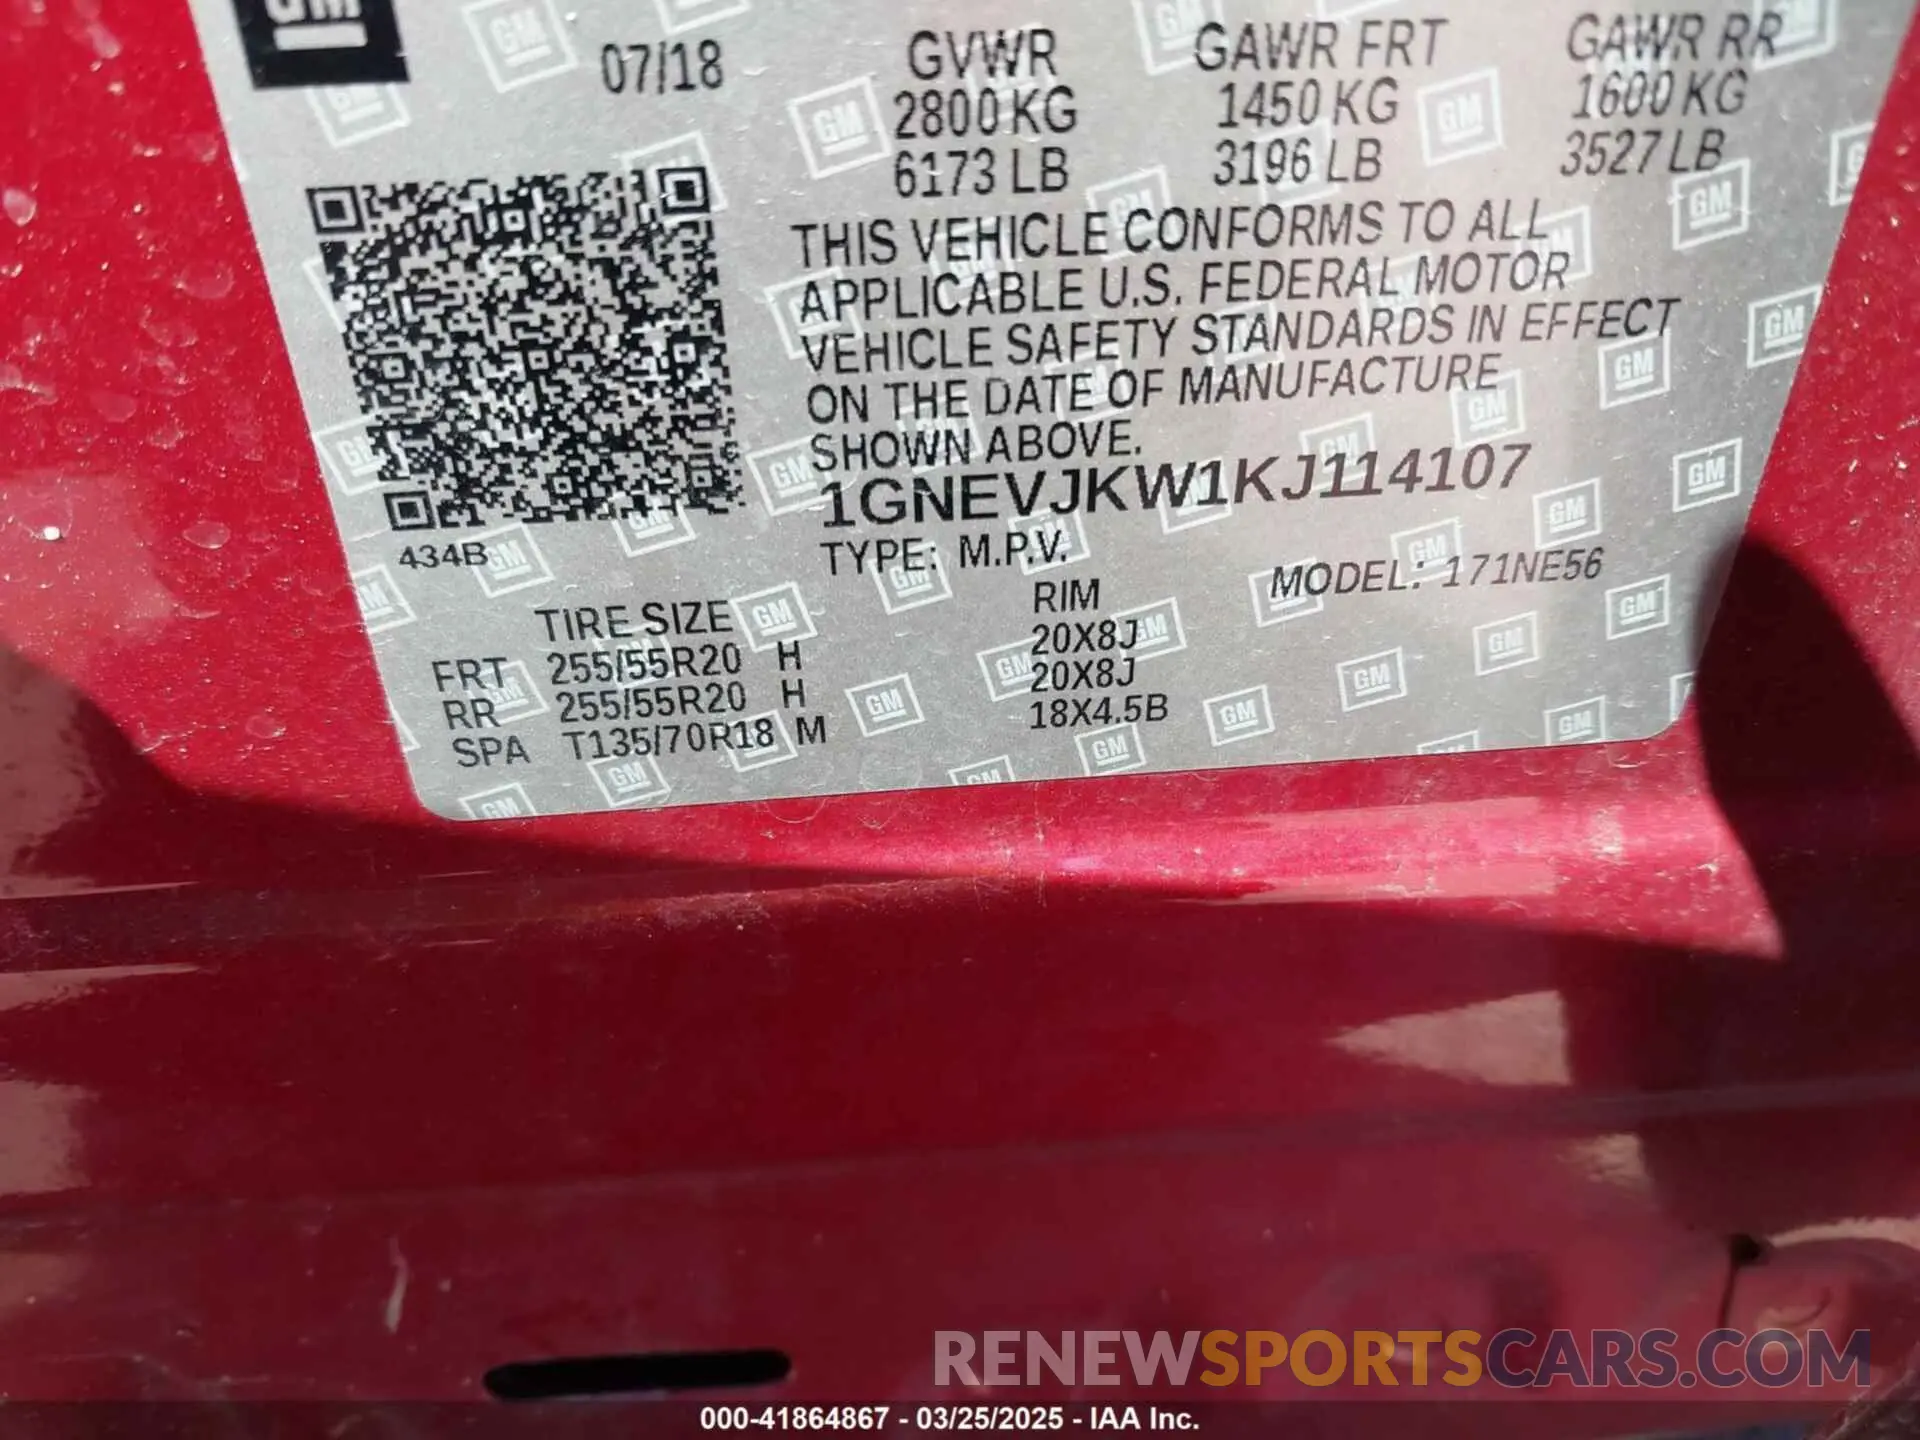 GM
07/18
GVWR GAWR FRT GAWR RR
2800 KG 1450 KG 1600 KG
6173 LB 3196 LB 3527 LB
THIS VEHICLE CONFORMS TO ALL
APPLICABLE U.S. FEDERAL MOTOR
VEHICLE SAFETY STANDARDS IN EFFECT
ON THE DATE OF MANUFACTURE
SHOWN ABOVE.
1GNEVJKW1KJ114107
434B
TYPE: M.P.V. MODEL: 171NE56
TIRE SIZE RIM
FRT 255/55R20 H 20X8J
RR 255/55R20 H 20X8J
SPA T135/70R18 M 18X4.5B
RENEWSPORTSCARS.COM
000-41864867 - 03/25/2025 - IAA Inc.